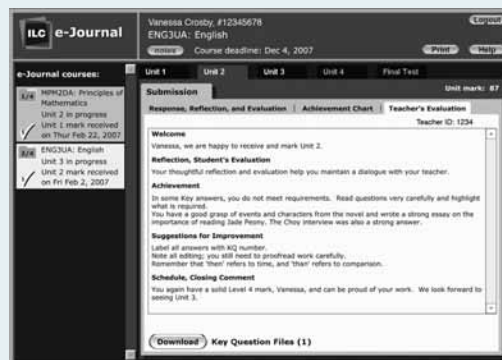 ILC e-Journal
Vanessa Crosby, #12345678
ENG3UA: English
notes Course deadline: Dec 4, 2007
Logout
Print Help
e-Journal courses:
MPM2DA: Principles of
Mathematics
Unit 2 in progress
Unit 1 mark received
on Thur Feb 22, 2007
ENG3UA: English
Unit 3 in progress
Unit 2 mark received
on Fri Feb 2, 2007
Unit 1 Unit 2 Unit 3 Unit 4 Final Test
Submission
Unit mark: 87
Response, Reflection, and Evaluation | Achievement Chart | Teacher's Evaluation
Teacher ID: 1234
Welcome
Vanessa, we are happy to receive and mark Unit 2.
Reflection, Student's Evaluation
Your thoughtful reflection and evaluation help you maintain a dialogue with your teacher.
Achievement
In some Key answers, you do not meet requirements. Read questions very carefully and highlight
what is required.
You have a good grasp of events and characters from the novel and wrote a strong essay on the
importance of reading Jade Peony. The Choy interview was also a strong answer.
Suggestions for Improvement
Label all answers with KQ number.
Note all editing; you still need to proofread work carefully.
Remember that 'then' refers to time, and 'than' refers to comparison.
Schedule, Closing Comment
You again have a solid Level 4 mark, Vanessa, and can be proud of your work. We look forward to
seeing Unit 3.
Download Key Question Files (1)